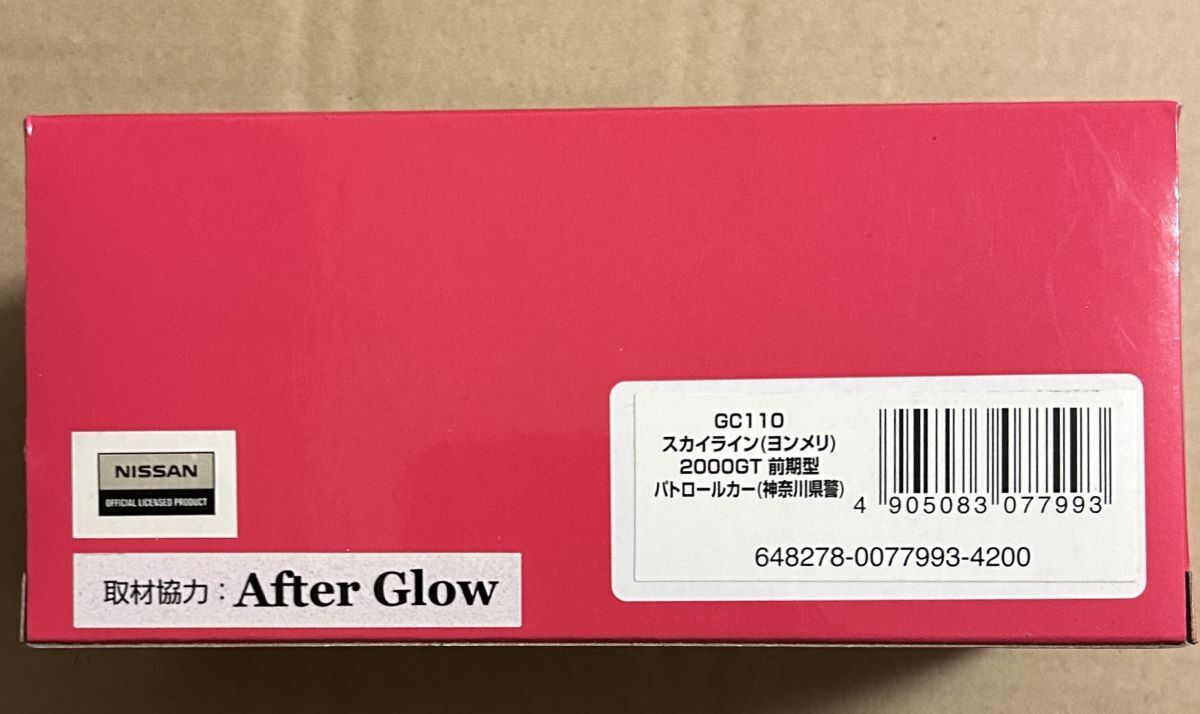 GC110
スカイライン(ヨンメリ)
2000GT 前期型
パトロールカー(神奈川県警)
4 905083 077993
648278-0077993-4200
NISSAN
OFFICIAL LICENSED PRODUCT
取材協力：After Glow